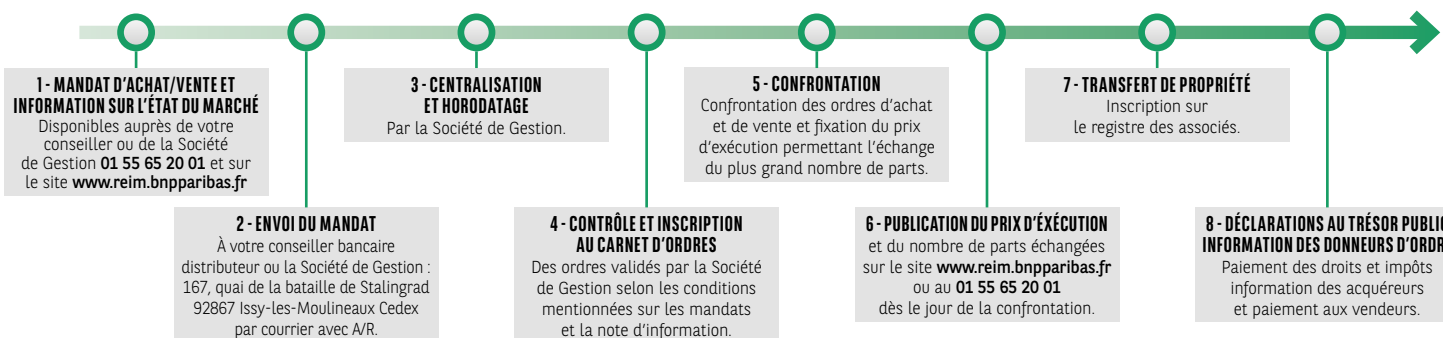 1 - MANDAT D'ACHAT/VENTE ET
INFORMATION SUR L'ÉTAT DU MARCHÉ
Disponibles auprès de votre
conseiller ou de la Société
de Gestion 01 55 65 20 01 et sur
le site www.reim.bnpparibas.fr
2 - ENVOI DU MANDAT
À votre conseiller bancaire
distributeur ou la Société de Gestion :
167, quai de la bataille de Stalingrad
92867 Issy-les-Moulineaux Cedex
par courrier avec A/R.
3 - CENTRALISATION
ET HORODATAGE
Par la Société de Gestion.
4 - CONTRÔLE ET INSCRIPTION
AU CARNET D'ORDRES
Des ordres validés par la Société
de Gestion selon les conditions
mentionnées sur les mandats
et la note d'information.
5 - CONFRONTATION
Confrontation des ordres d'achat
et de vente et fixation du prix
d'exécution permettant l'échange
du plus grand nombre de parts.
6 - PUBLICATION DU PRIX D'ÉXÉCUTION
et du nombre de parts échangées
sur le site www.reim.bnpparibas.fr
ou au 01 55 65 20 01
dès le jour de la confrontation.
7 - TRANSFERT DE PROPRIÉTÉ
Inscription sur
le registre des associés.
8 - DÉCLARATIONS AU TRÉSOR PUBLIC
INFORMATION DES DONNEURS D'ORDR
Paiement des droits et impôts
information des acquéreurs
et paiement aux vendeurs.